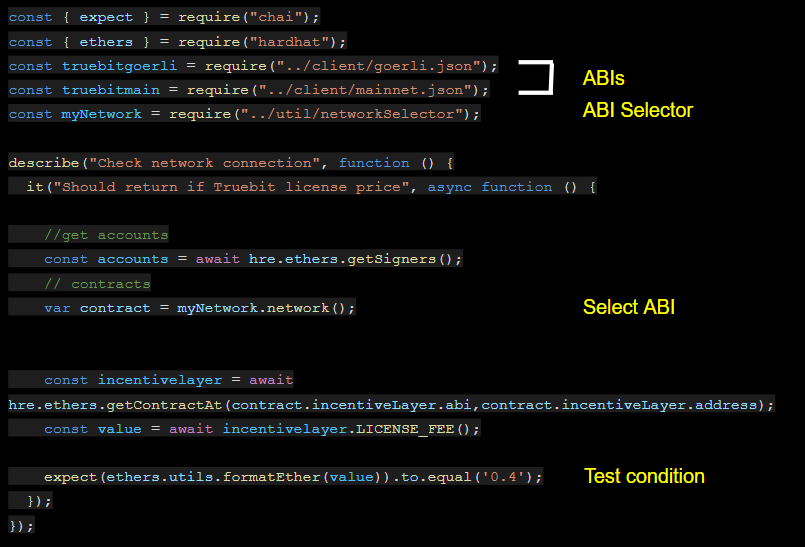 const { expect } = require("chai");
const { ethers } = require("hardhat");
const truebitgoerli = require("../client/goerli.json");
const truebitmain = require("../client/mainnet.json");
ABIs
const myNetwork = require("../util/networkSelector");
ABI Selector
describe("Check network connection", function () {
it("Should return if Truebit license price", async function () {
//get accounts
const accounts = await hre.ethers.getSigners();
// contracts
var contract = myNetwork.network();
Select ABI
const incentivelayer = await
hre.ethers.getContractAt(contract.incentiveLayer.abi,contract.incentiveLayer.address);
const value = await incentivelayer.LICENSE_FEE();
expect(ethers.utils.formatEther(value)).to.equal('0.4');
Test condition
});
});